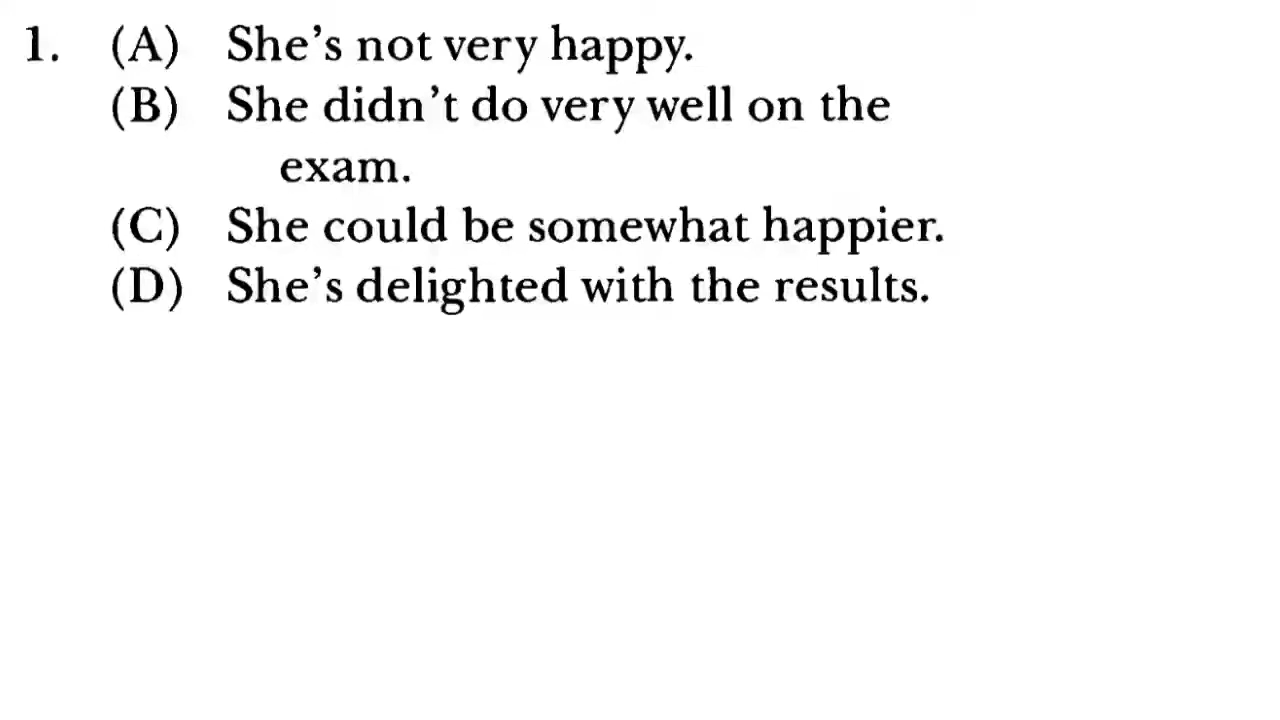 1. (A) She's not very happy.
(B) She didn't do very well on the
exam.
(C) She could be somewhat happier.
(D) She's delighted with the results.